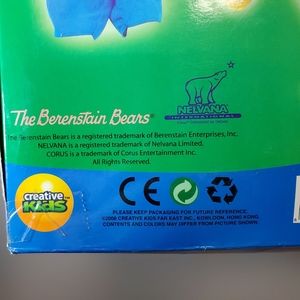 The Berenstain Bears
NELVANA
INTERNATIONAL
The Berenstain Bears is a registered trademark of Berenstain Enterprises, Inc.
NELVANA is a registered trademark of Nelvana Limited.
CORUS is a trademark of Corus Entertainment Inc.
All Rights Reserved.
creative
KIDS
CE
PLEASE KEEP PACKAGING FOR FUTURE REFERENCE.
©2006 CREATIVE KIDS FAR EAST INC., KOWLOON, HONG KONG
CONTENTS AND COLORS MAY DIFFER FROM PICTURE SHOWN.